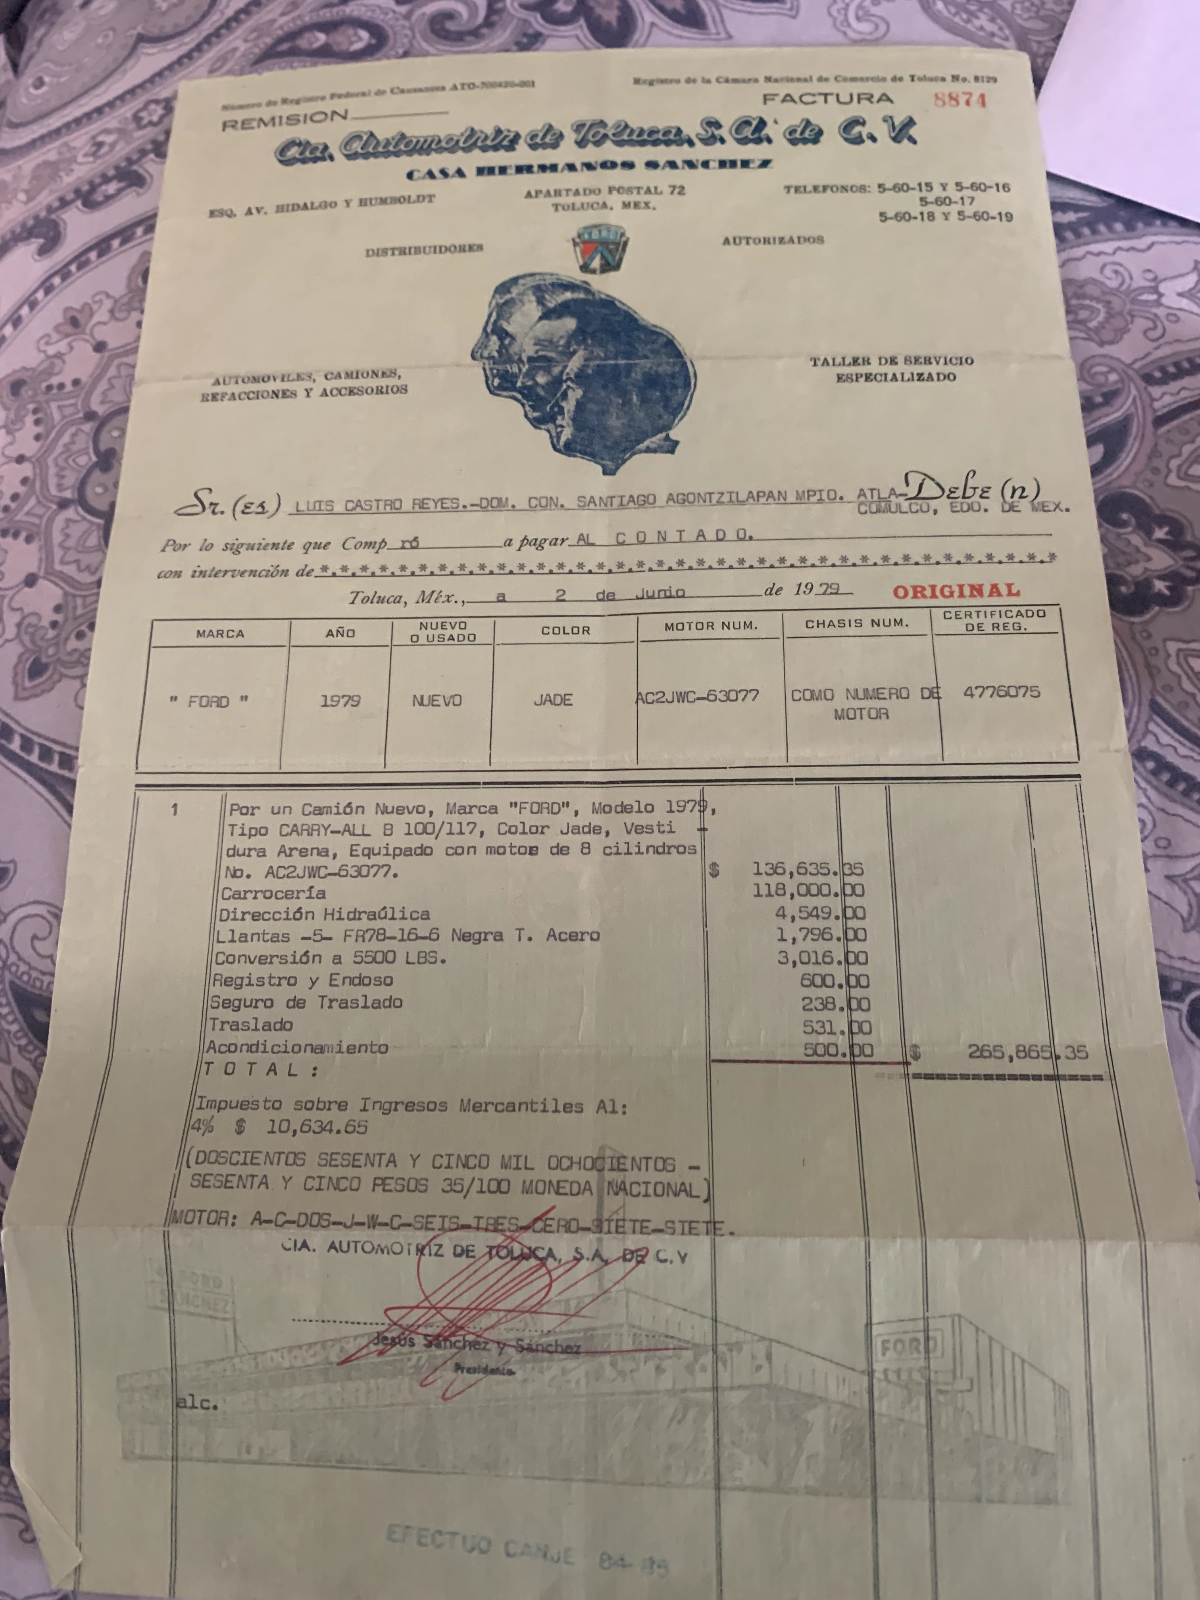 Número de Registro Federal de Causantes ATO-700420-001
Registro de la Cámara Nacional de Comercio de Toluca No. 8129
REMISION
FACTURA 8874
Cia. Automotriz de Toluca, S. A. de C. V.
CASA HERMANOS SANCHEZ
ESQ. AV. HIDALGO Y HUMBOLDT
APARTADO POSTAL 72
TOLUCA, MEX.
TELEFONOS: 5-60-15 Y 5-60-16
5-60-17
5-60-18 Y 5-60-19
DISTRIBUIDORES
FORD
AUTORIZADOS
AUTOMOVILES, CAMIONES,
REFACCIONES Y ACCESORIOS
TALLER DE SERVICIO
ESPECIALIZADO
Sr. (es) LUIS CASTRO REYES.-DOM. CON. SANTIAGO AGONTZILAPAN MPIO. ATLA- Debe (n)
COMULCO, EDO. DE MEX.
Por lo siguiente que Comp ró a pagar AL C O N T A D O.
con intervención de *.*.*.*.*.*.*.*.*.*.*.*.*.*.*.*.*.*.*.*.*.*.*.*.*.*.*.*.*
Toluca, Méx., a 2 de Junio de 1979 ORIGINAL
MARCA AÑO NUEVO O USADO COLOR MOTOR NUM. CHASIS NUM. CERTIFICADO DE REG.
" FORD " 1979 NUEVO JADE AC2JWC-63077 COMO NUMERO DE 4776075
MOTOR
1 Por un Camión Nuevo, Marca "FORD", Modelo 1979,
Tipo CARRY-ALL B 100/117, Color Jade, Vesti -
dura Arena, Equipado con motos de 8 cilindros
No. AC2JWC-63077. $ 136,635.35
Carrocería 118,000.00
Dirección Hidraúlica 4,549.00
Llantas -5- FR78-16-6 Negra T. Acero 1,796.00
Conversión a 5500 LBS. 3,016.00
Registro y Endoso 600.00
Seguro de Traslado 238.00
Traslado 531.00
Acondicionamiento 500.00 $ 265,865.35
T O T A L :
Impuesto sobre Ingresos Mercantiles Al:
4% $ 10,634.65
(DOSCIENTOS SESENTA Y CINCO MIL OCHOCIENTOS -
SESENTA Y CINCO PESOS 35/100 MONEDA NACIONAL)
MOTOR: A-C-DOS-J-W-C-SEIS-TRES-CERO-SIETE-SIETE.
CIA. AUTOMOTRIZ DE TOLUCA, S.A. DE C.V
FORD
SANCHEZ
Jesús Sánchez y Sánchez
Presidente
FORD
alc.
EFECTUO CANJE 84-85